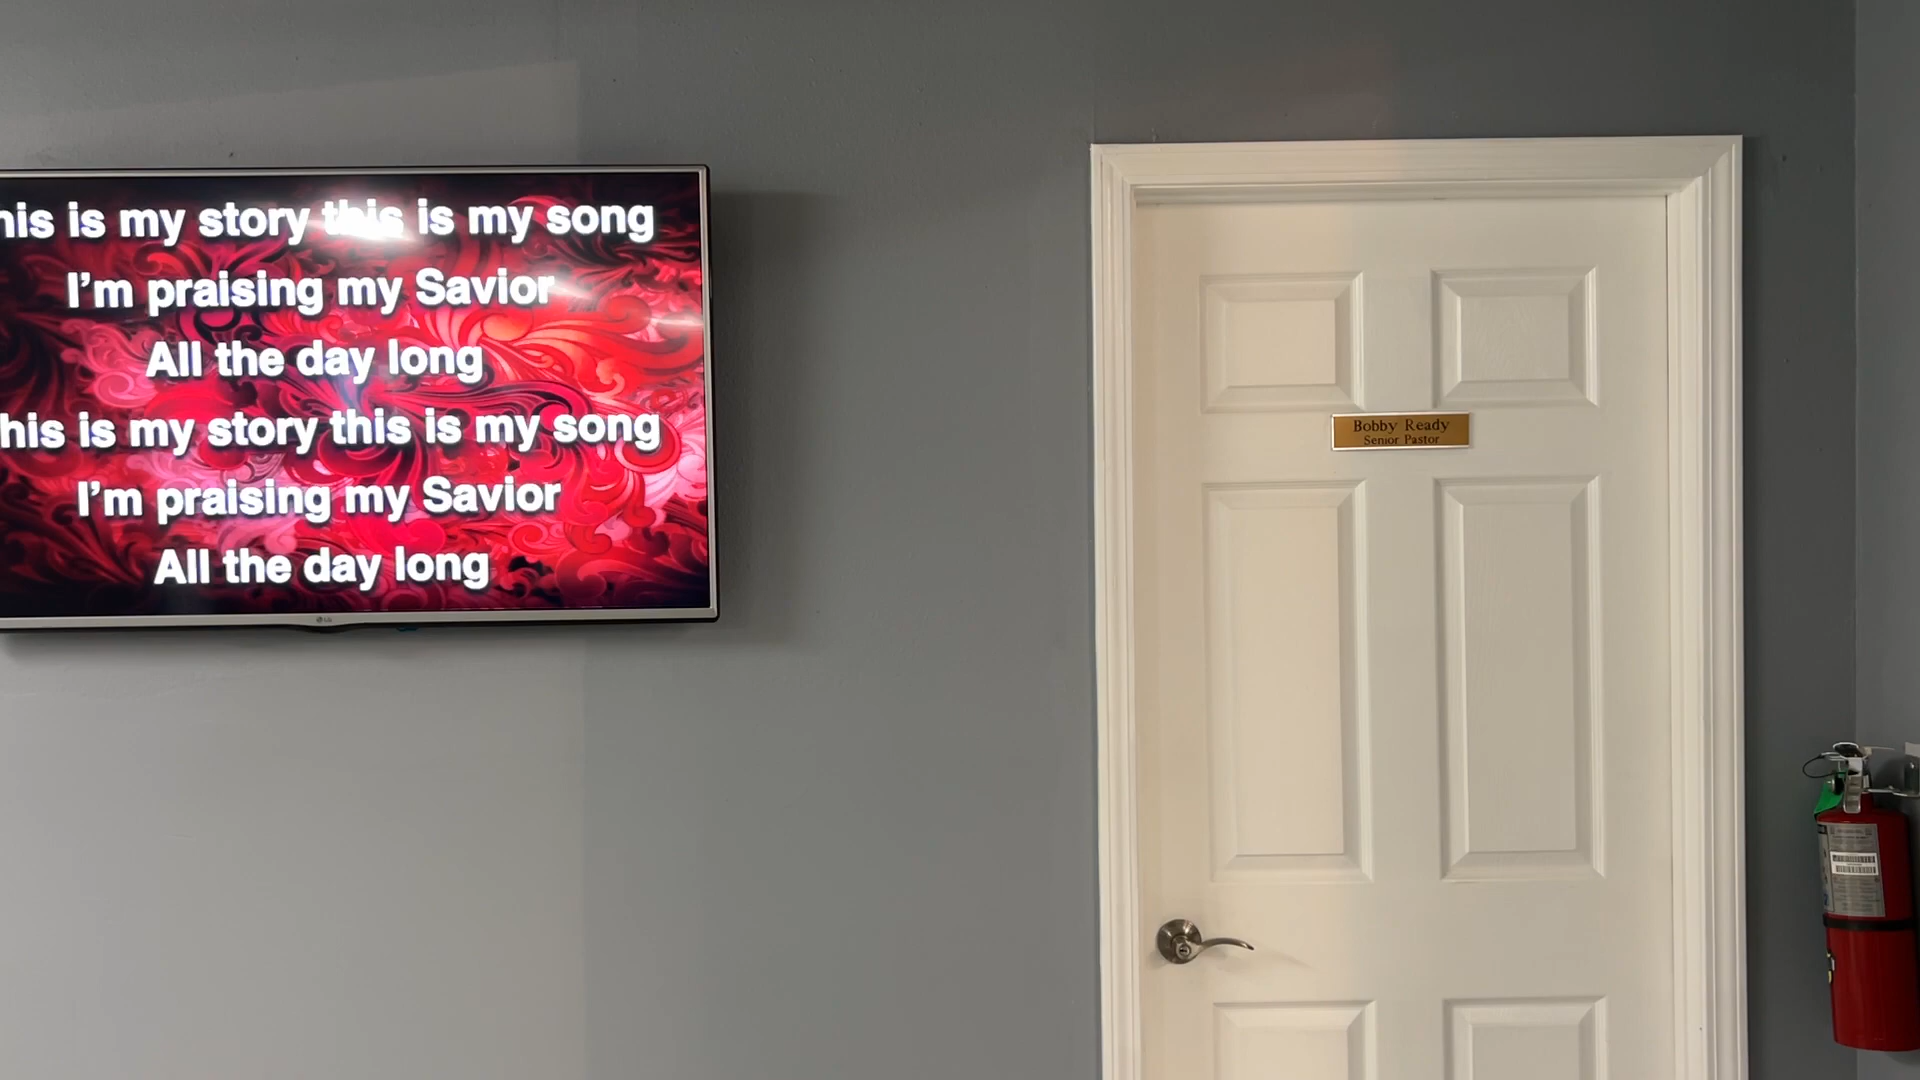 his is my story this is my song
I'm praising my Savior
All the day long
his is my story this is my song
I'm praising my Savior
All the day long
LG
Bobby Ready
Senior Pastor